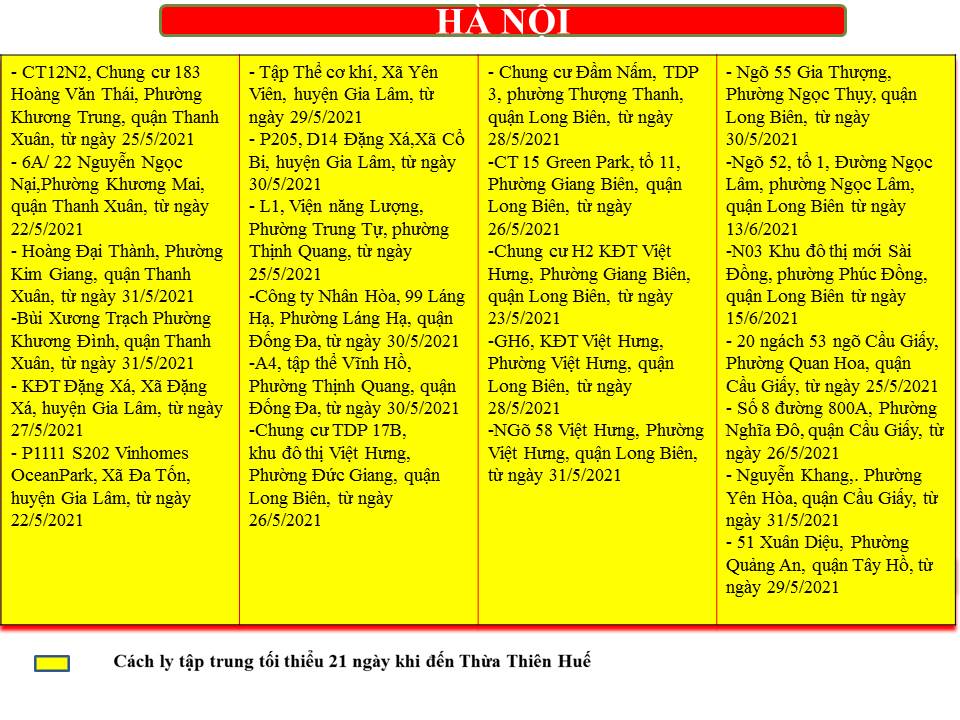 HÀ NỘI
- CT12N2, Chung cư 183
Hoàng Văn Thái, Phường
Khương Trung, quận Thanh
Xuân, từ ngày 25/5/2021
- 6A/ 22 Nguyễn Ngọc
Nại,Phường Khương Mai,
quận Thanh Xuân, từ ngày
22/5/2021
- Hoàng Đại Thành, Phường
Kim Giang, quận Thanh
Xuân, từ ngày 31/5/2021
-Bùi Xương Trạch Phường
Khương Đình, quận Thanh
Xuân, từ ngày 31/5/2021
- KĐT Đặng Xá, Xã Đặng
Xá, huyện Gia Lâm, từ ngày
27/5/2021
- P1111 S202 Vinhomes
OceanPark, Xã Đa Tốn,
huyện Gia Lâm, từ ngày
22/5/2021
- Tập Thể cơ khí, Xã Yên
Viên, huyện Gia Lâm, từ
ngày 29/5/2021
- P205, D14 Đặng Xá,Xã Cổ
Bi, huyện Gia Lâm, từ ngày
30/5/2021
- L1, Viện năng Lượng,
Phường Trung Tự, phường
Thịnh Quang, từ ngày
25/5/2021
-Công ty Nhân Hòa, 99 Láng
Hạ, Phường Láng Hạ, quận
Đống Đa, từ ngày 30/5/2021
-A4, tập thể Vĩnh Hồ,
Phường Thịnh Quang, quận
Đống Đa, từ ngày 30/5/2021
-Chung cư TDP 17B,
khu đô thị Việt Hưng,
Phường Đức Giang, quận
Long Biên, từ ngày
26/5/2021
- Chung cư Đầm Nấm, TDP
3, phường Thượng Thanh,
quận Long Biên, từ ngày
28/5/2021
-CT 15 Green Park, tổ 11,
Phường Giang Biên, quận
Long Biên, từ ngày
26/5/2021
-Chung cư H2 KĐT Việt
Hưng, Phường Giang Biên,
quận Long Biên, từ ngày
23/5/2021
-GH6, KĐT Việt Hưng,
Phường Việt Hưng, quận
Long Biên, từ ngày
28/5/2021
-NGõ 58 Việt Hưng, Phường
Việt Hưng, quận Long Biên,
từ ngày 31/5/2021
- Ngõ 55 Gia Thượng,
Phường Ngọc Thụy, quận
Long Biên, từ ngày
30/5/2021
-Ngõ 52, tổ 1, Đường Ngọc
Lâm, phường Ngọc Lâm,
quận Long Biên từ ngày
13/6/2021
-N03 Khu đô thị mới Sài
Đồng, phường Phúc Đồng,
quận Long Biên từ ngày
15/6/2021
- 20 ngách 53 ngõ Cầu Giấy,
Phường Quan Hoa, quận
Cầu Giấy, từ ngày 25/5/2021
- Số 8 đường 800A, Phường
Nghĩa Đô, quận Cầu Giấy, từ
ngày 26/5/2021
- Nguyễn Khang,. Phường
Yên Hòa, quận Cầu Giấy, từ
ngày 31/5/2021
- 51 Xuân Diệu, Phường
Quảng An, quận Tây Hồ, từ
ngày 29/5/2021
Cách ly tập trung tối thiểu 21 ngày khi đến Thừa Thiên Huế